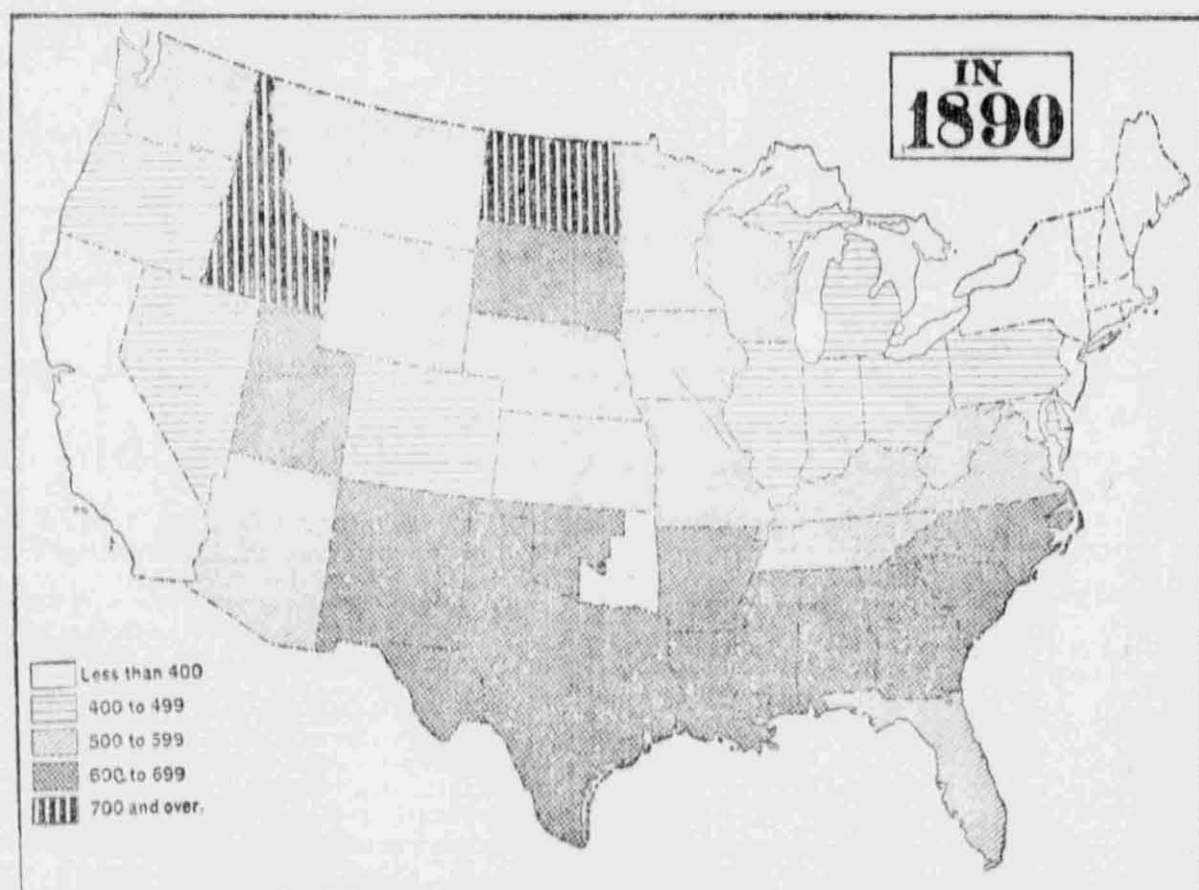 IN
1890
Less than 400
400 to 499
500 to 599
600 to 699
700 and over.